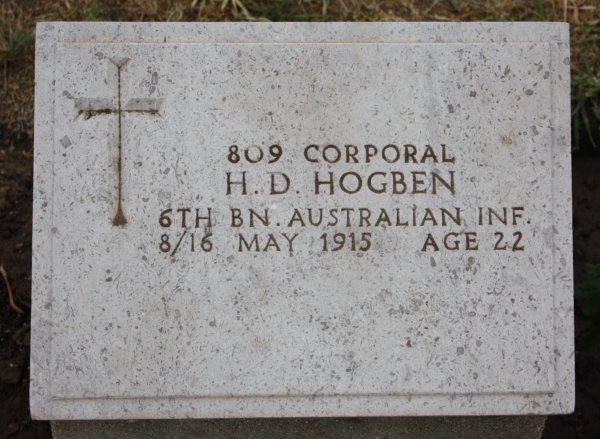 809 CORPORAL
H. D. HOGBEN
6TH BN. AUSTRALIAN INF.
8/16 MAY 1915 AGE 22